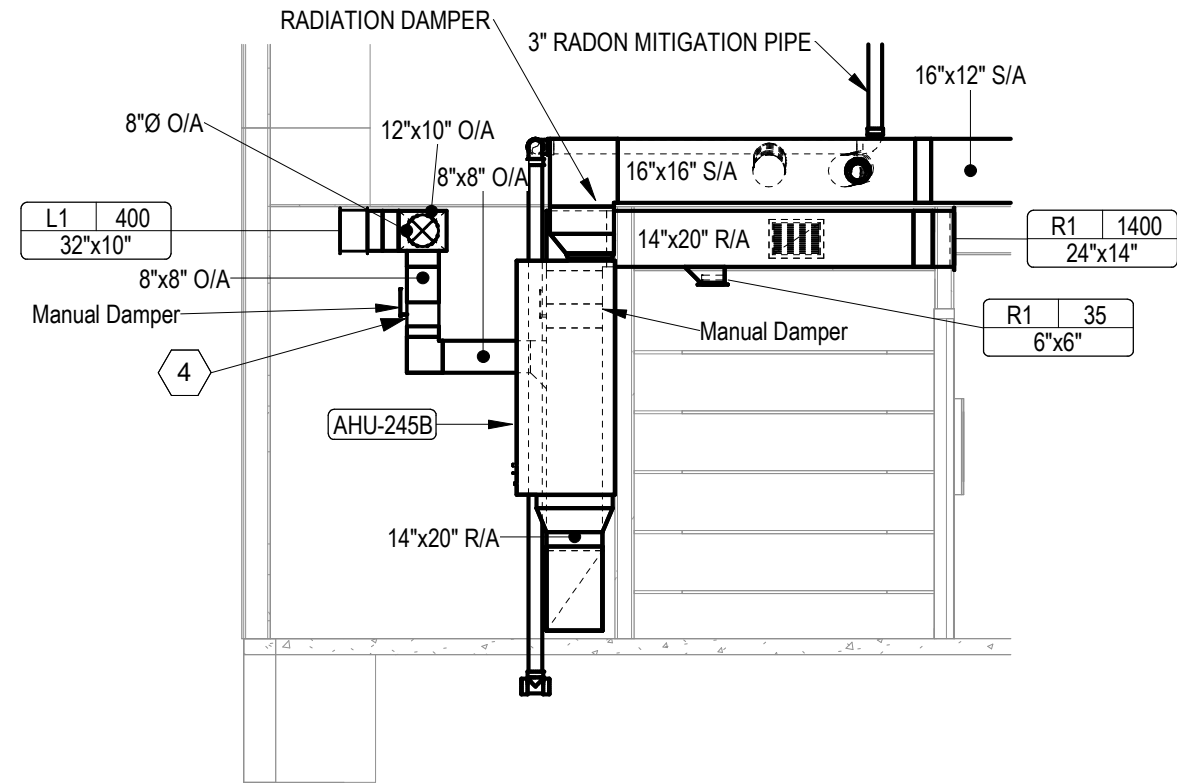 RADIATION DAMPER
3" RADON MITIGATION PIPE
16"x12" S/A
8"Ø O/A
12"x10" O/A
8"x8" O/A
16"x16" S/A
L1 400
32"x10"
14"x20" R/A
R1 1400
24"x14"
8"x8" O/A
Manual Damper
8"x8" O/A
Manual Damper
R1 35
6"x6"
4
AHU-245B
14"x20" R/A